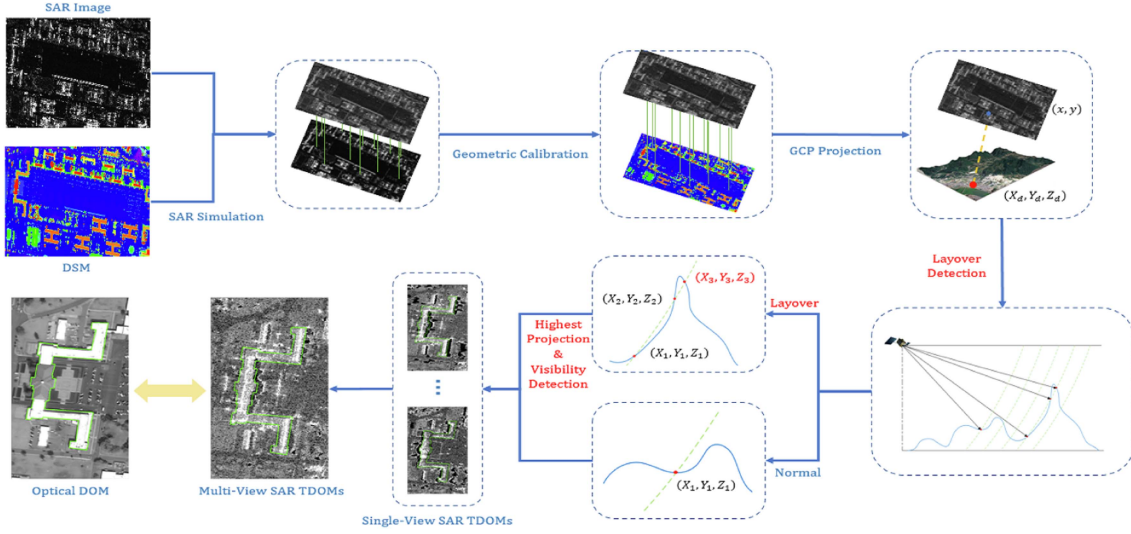 SAR Image
DSM
SAR Simulation
Geometric Calibration
GCP Projection
(x, y)
(X_d, Y_d, Z_d)
Layover
Detection
Layover
(X_3, Y_3, Z_3)
(X_2, Y_2, Z_2)
(X_1, Y_1, Z_1)
Normal
(X_1, Y_1, Z_1)
Highest
Projection
&
Visibility
Detection
Single-View SAR TDOMs
Multi-View SAR TDOMs
Optical DOM